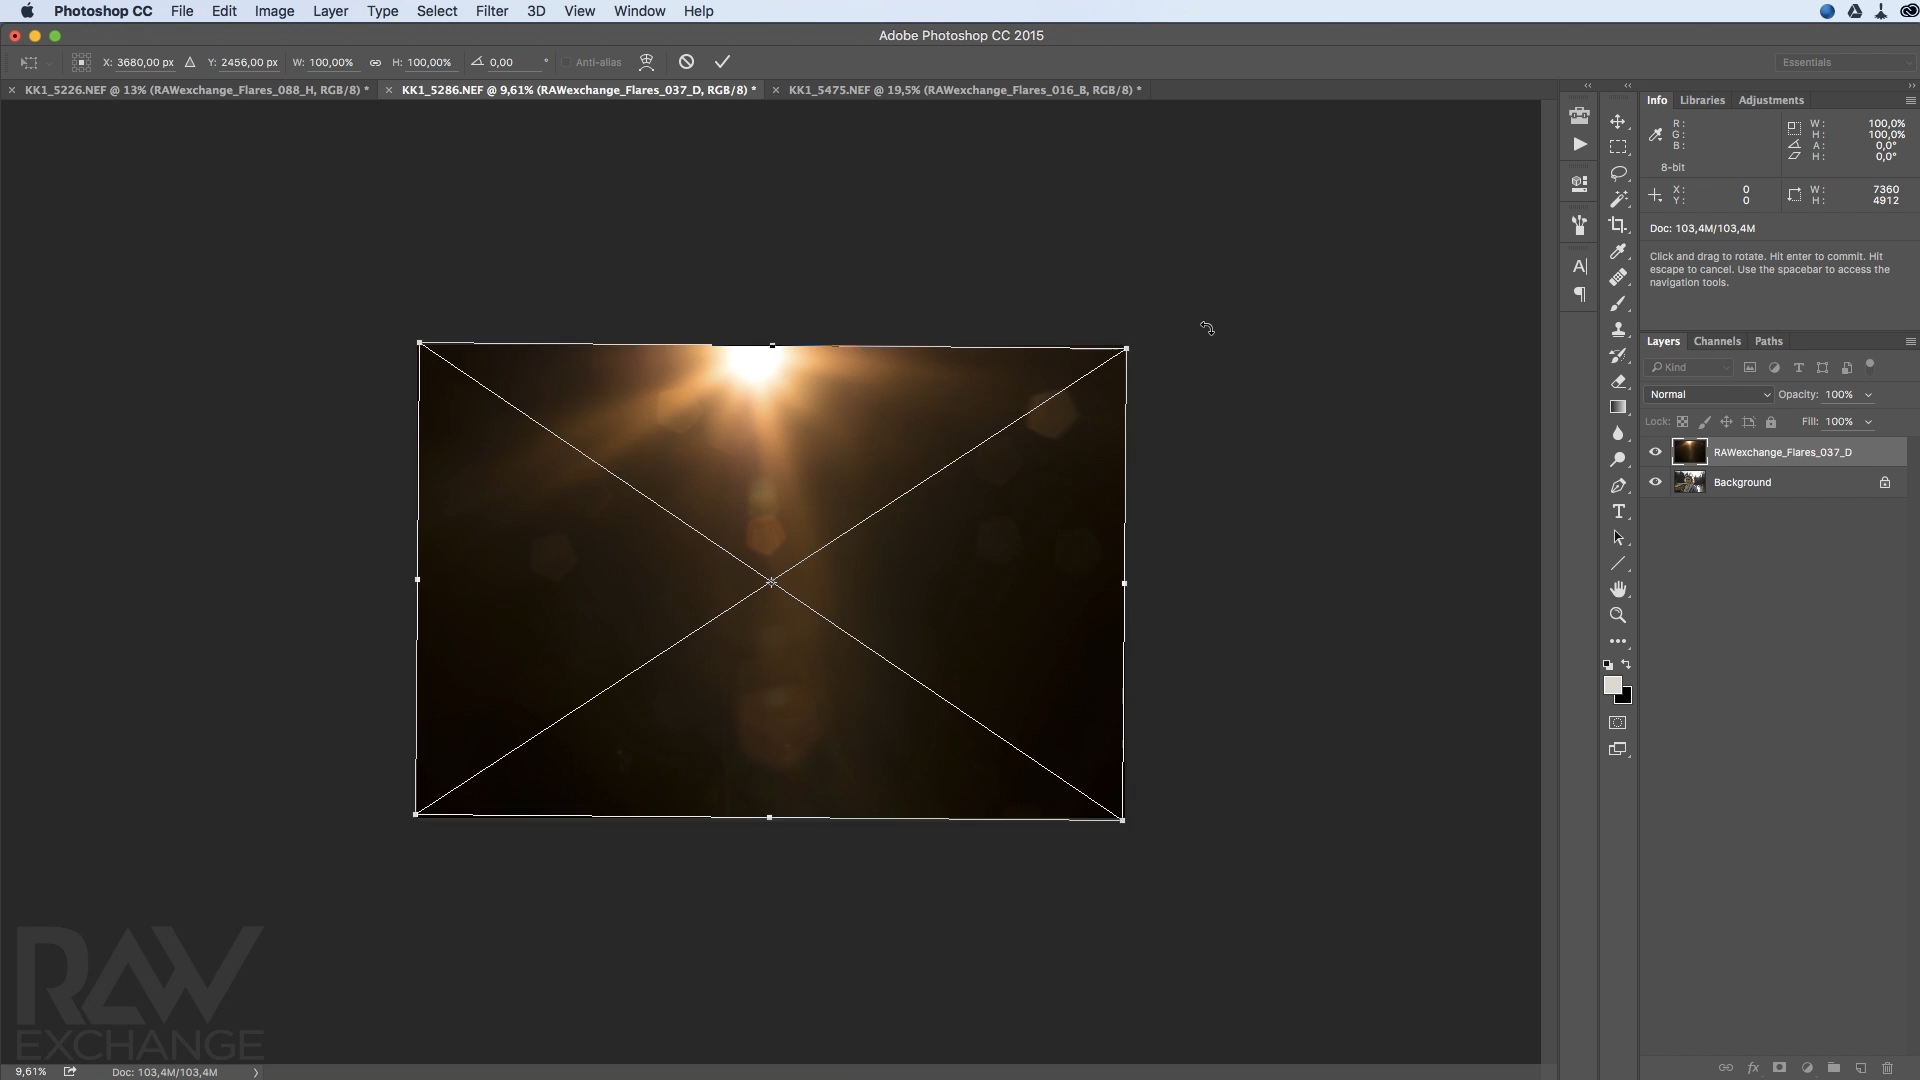 Photoshop CC File Edit Image Layer Type Select Filter 3D View Window Help
Adobe Photoshop CC 2015
X: 3680,00 px Y: 2456,00 px W: 100,00% H: 100,00% 0,00 ° Anti-alias Essentials
KK1_5226.NEF @ 13% (RAWexchange_Flares_088_H, RGB/8) * KK1_5286.NEF @ 9,61% (RAWexchange_Flares_037_D, RGB/8) * KK1_5475.NEF @ 19,5% (RAWexchange_Flares_016_B, RGB/8) *
Info Libraries Adjustments
R: W: 100,0%
G: H: 100,0%
B: A: 0,0°
H: 0,0°
8-bit
X: 0 W: 7360
Y: 0 H: 4912
Doc: 103,4M/103,4M
Click and drag to rotate. Hit enter to commit. Hit
escape to cancel. Use the spacebar to access the
navigation tools.
Layers Channels Paths
Kind
Normal Opacity: 100%
Lock: Fill: 100%
RAWexchange_Flares_037_D
Background
RAW
EXCHANGE
9,61% Doc: 103,4M/103,4M